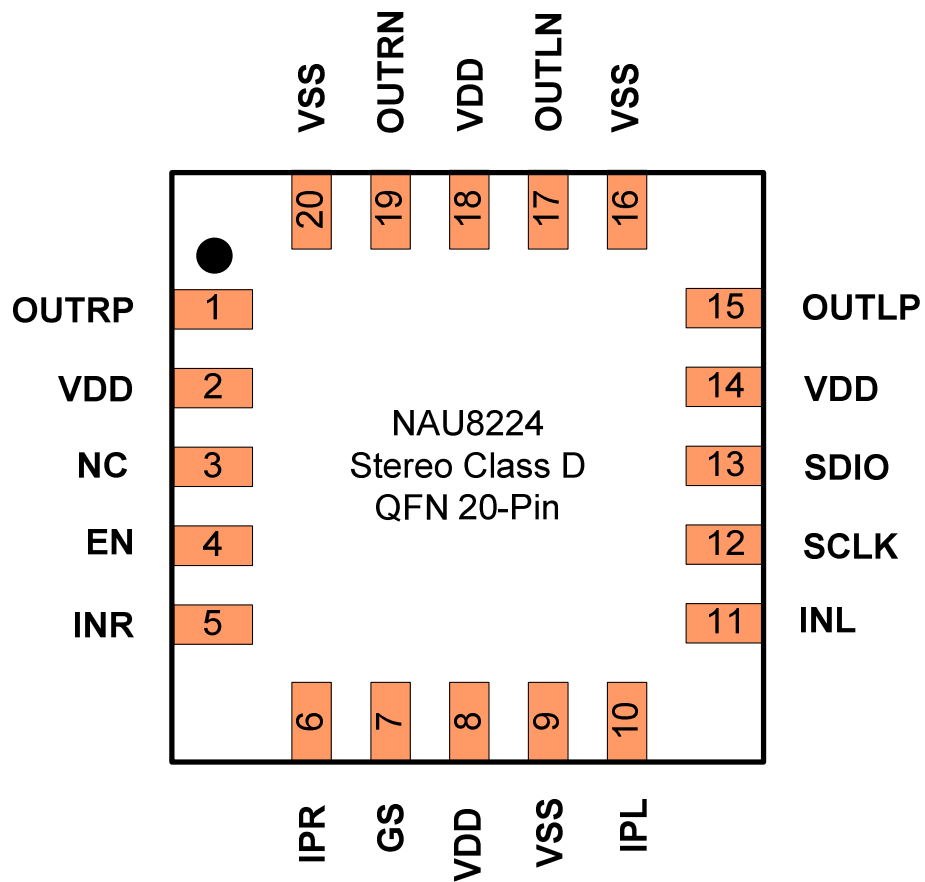 VSS
OUTRN
VDD
OUTLN
VSS
20
19
18
17
16
OUTRP
1
15
OUTLP
VDD
2
14
VDD
NC
3
13
SDIO
EN
4
12
SCLK
INR
5
11
INL
NAU8224
Stereo Class D
QFN 20-Pin
6
7
8
9
10
IPR
GS
VDD
VSS
IPL